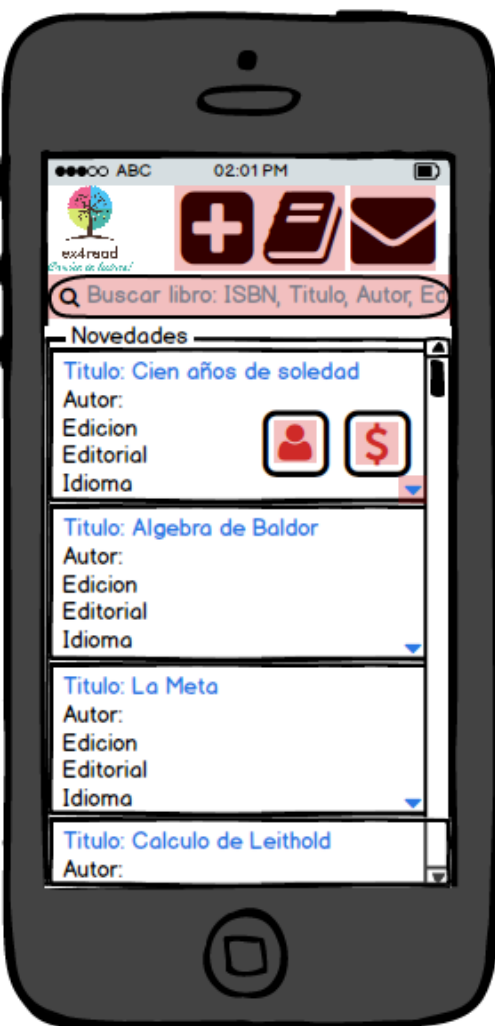 ABC 02:01 PM
ex4read
Buscar libro: ISBN, Titulo, Autor, Ed
Novedades
Titulo: Cien años de soledad
Autor:
Edicion
Editorial
Idioma
$
Titulo: Algebra de Baldor
Autor:
Edicion
Editorial
Idioma
Titulo: La Meta
Autor:
Edicion
Editorial
Idioma
Titulo: Calculo de Leithold
Autor: